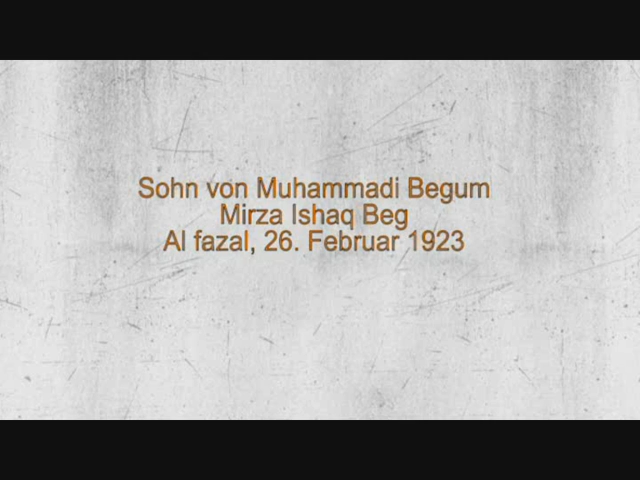 Sohn von Muhammadi Begum
Mirza Ishaq Beg
Al fazal, 26. Februar 1923